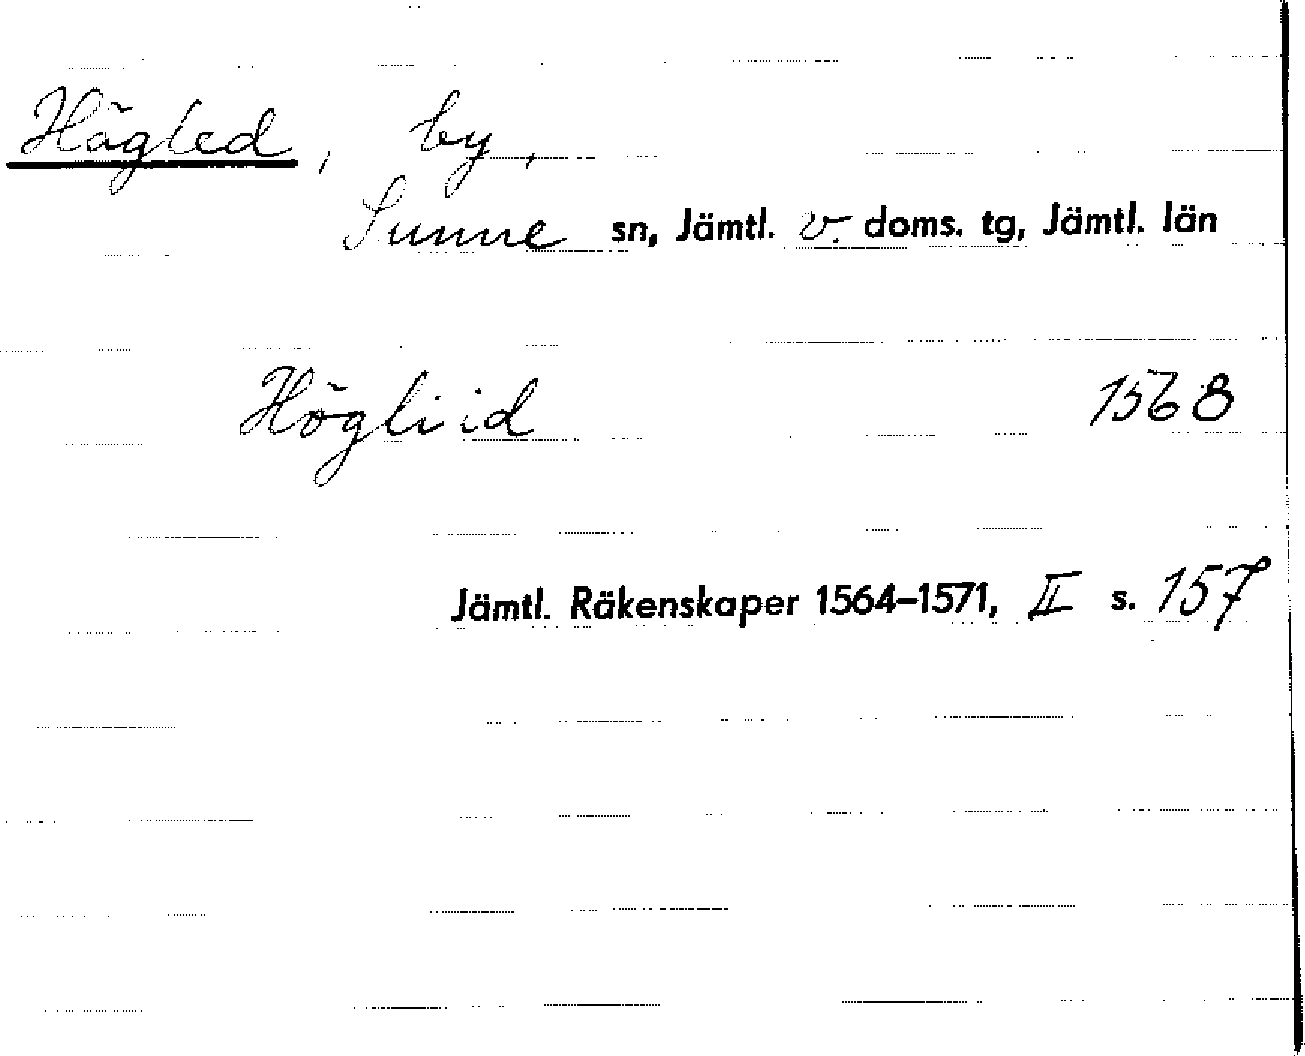 Hägled, by,
Sunne sn, Jämtl. v. doms. tg, Jämtl. län
Högliid 1568
Jämtl. Räkenskaper 1564–1571, II s. 157